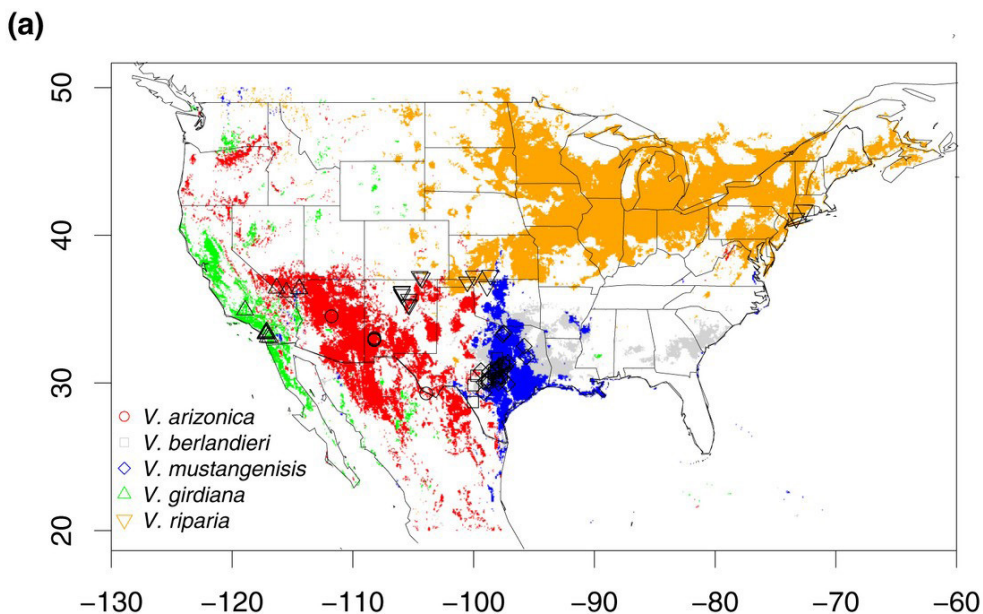 (a)
50
40
30
20
V. arizonica
V. berlandieri
V. mustangenisis
V. girdiana
V. riparia
−130 −120 −110 −100 −90 −80 −70 −60